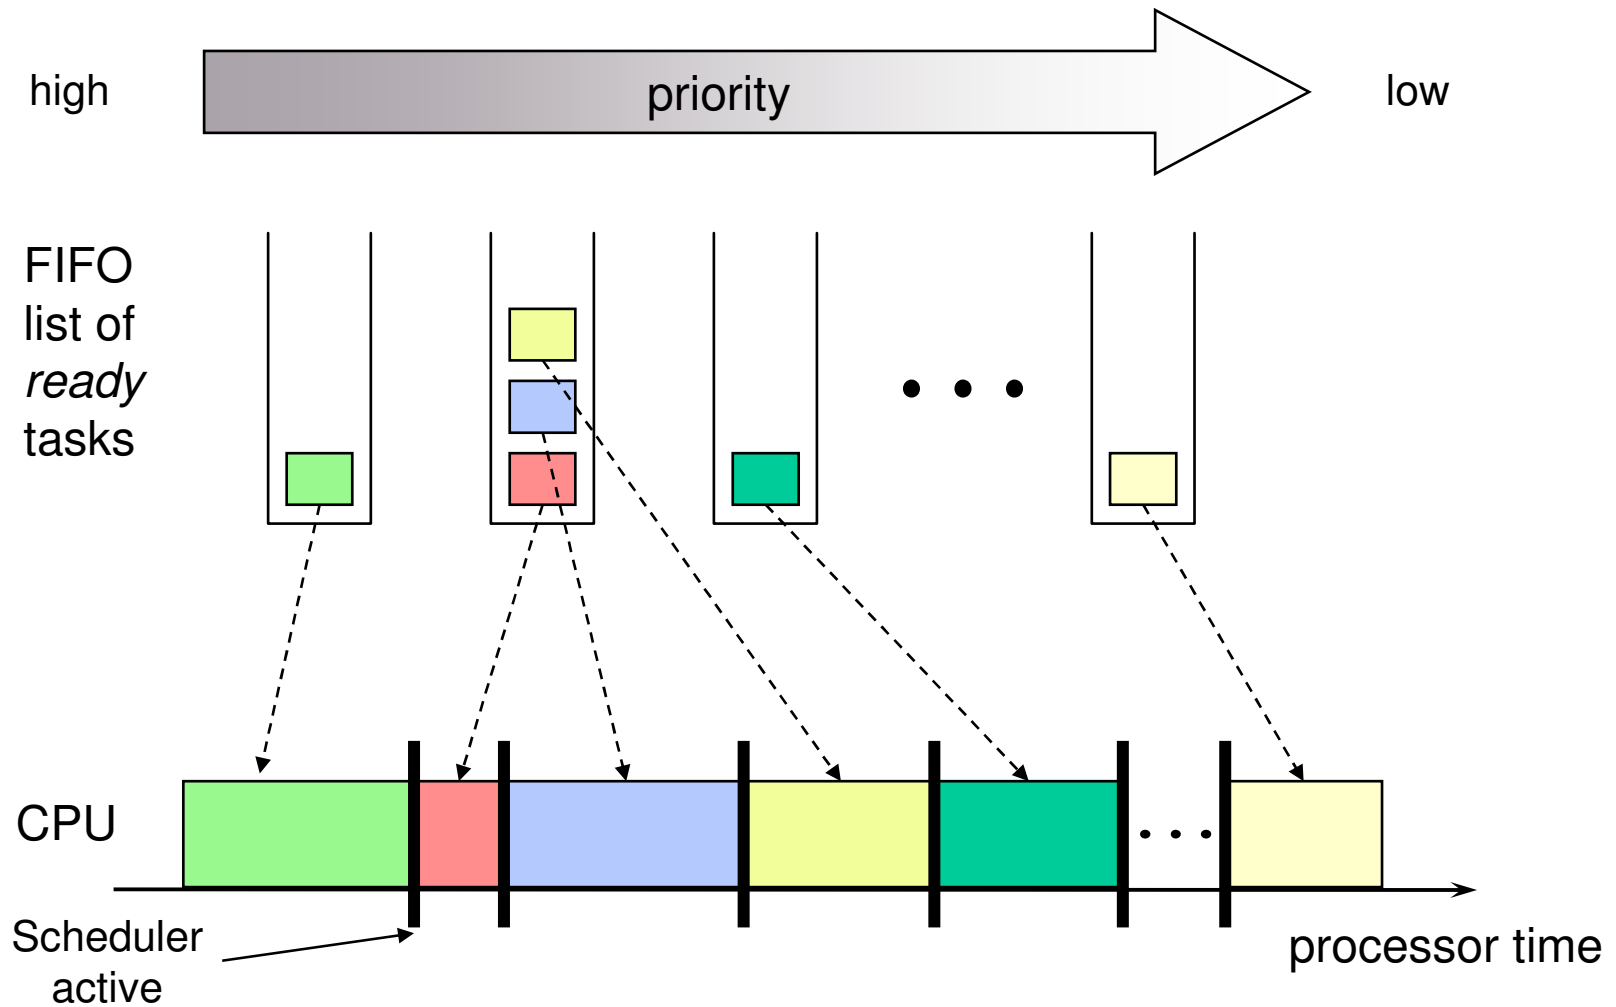 high
priority
low
FIFO
list of
ready
tasks
CPU
Scheduler
active
processor time